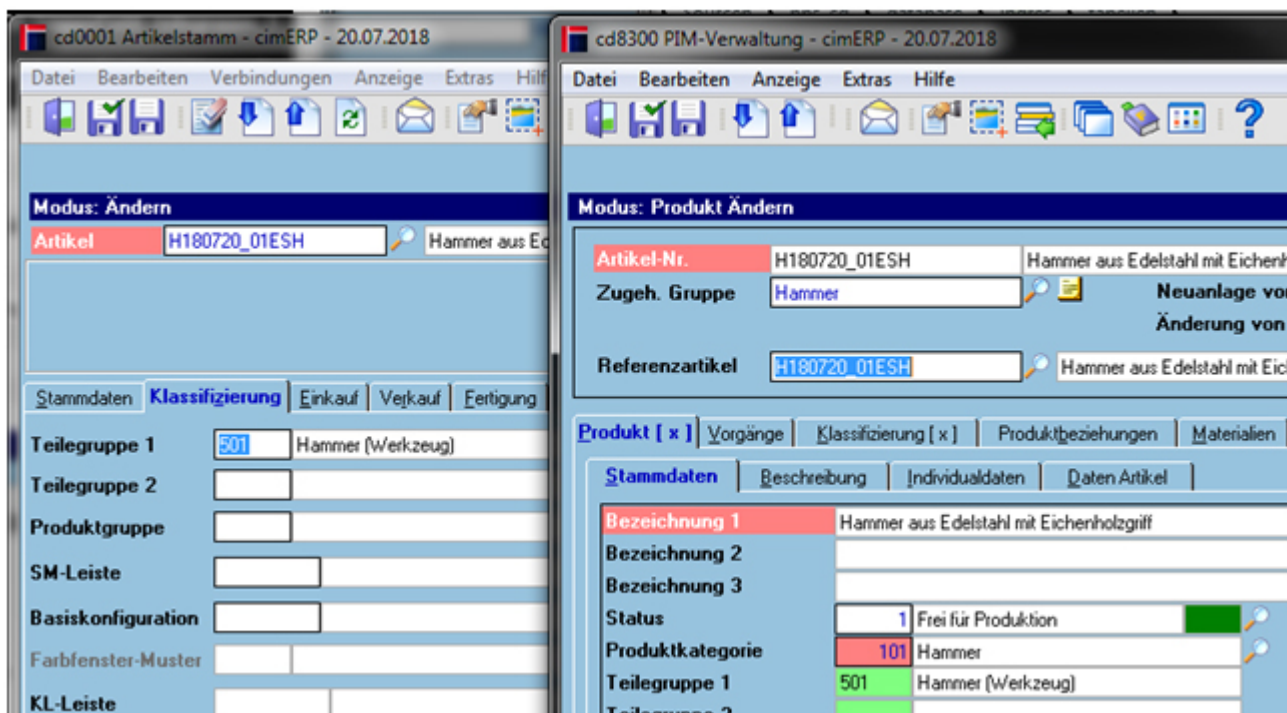 cd0001 Artikelstamm - cimERP - 20.07.2018
Datei Bearbeiten Verbindungen Anzeige Extras Hilf
Modus: Ändern
Artikel H180720_01ESH Hammer aus Ed
Stammdaten Klassifizierung Einkauf Verkauf Fertigung
Teilegruppe 1 501 Hammer (Werkzeug)
Teilegruppe 2
Produktgruppe
SM-Leiste
Basiskonfiguration
Farbfenster-Muster
KL-Leiste
cd8300 PIM-Verwaltung - cimERP - 20.07.2018
Datei Bearbeiten Anzeige Extras Hilfe
Modus: Produkt Ändern
Artikel-Nr. H180720_01ESH Hammer aus Edelstahl mit Eichenh
Zugeh. Gruppe Hammer Neuanlage vo
Änderung von
Referenzartikel H180720_01ESH Hammer aus Edelstahl mit Eic
Produkt [ x ] Vorgänge Klassifizierung [ x ] Produktbeziehungen Materialien
Stammdaten Beschreibung Individualdaten Daten Artikel
Bezeichnung 1 Hammer aus Edelstahl mit Eichenholzgriff
Bezeichnung 2
Bezeichnung 3
Status 1 Frei für Produktion
Produktkategorie 101 Hammer
Teilegruppe 1 501 Hammer (Werkzeug)
Teilegruppe 2